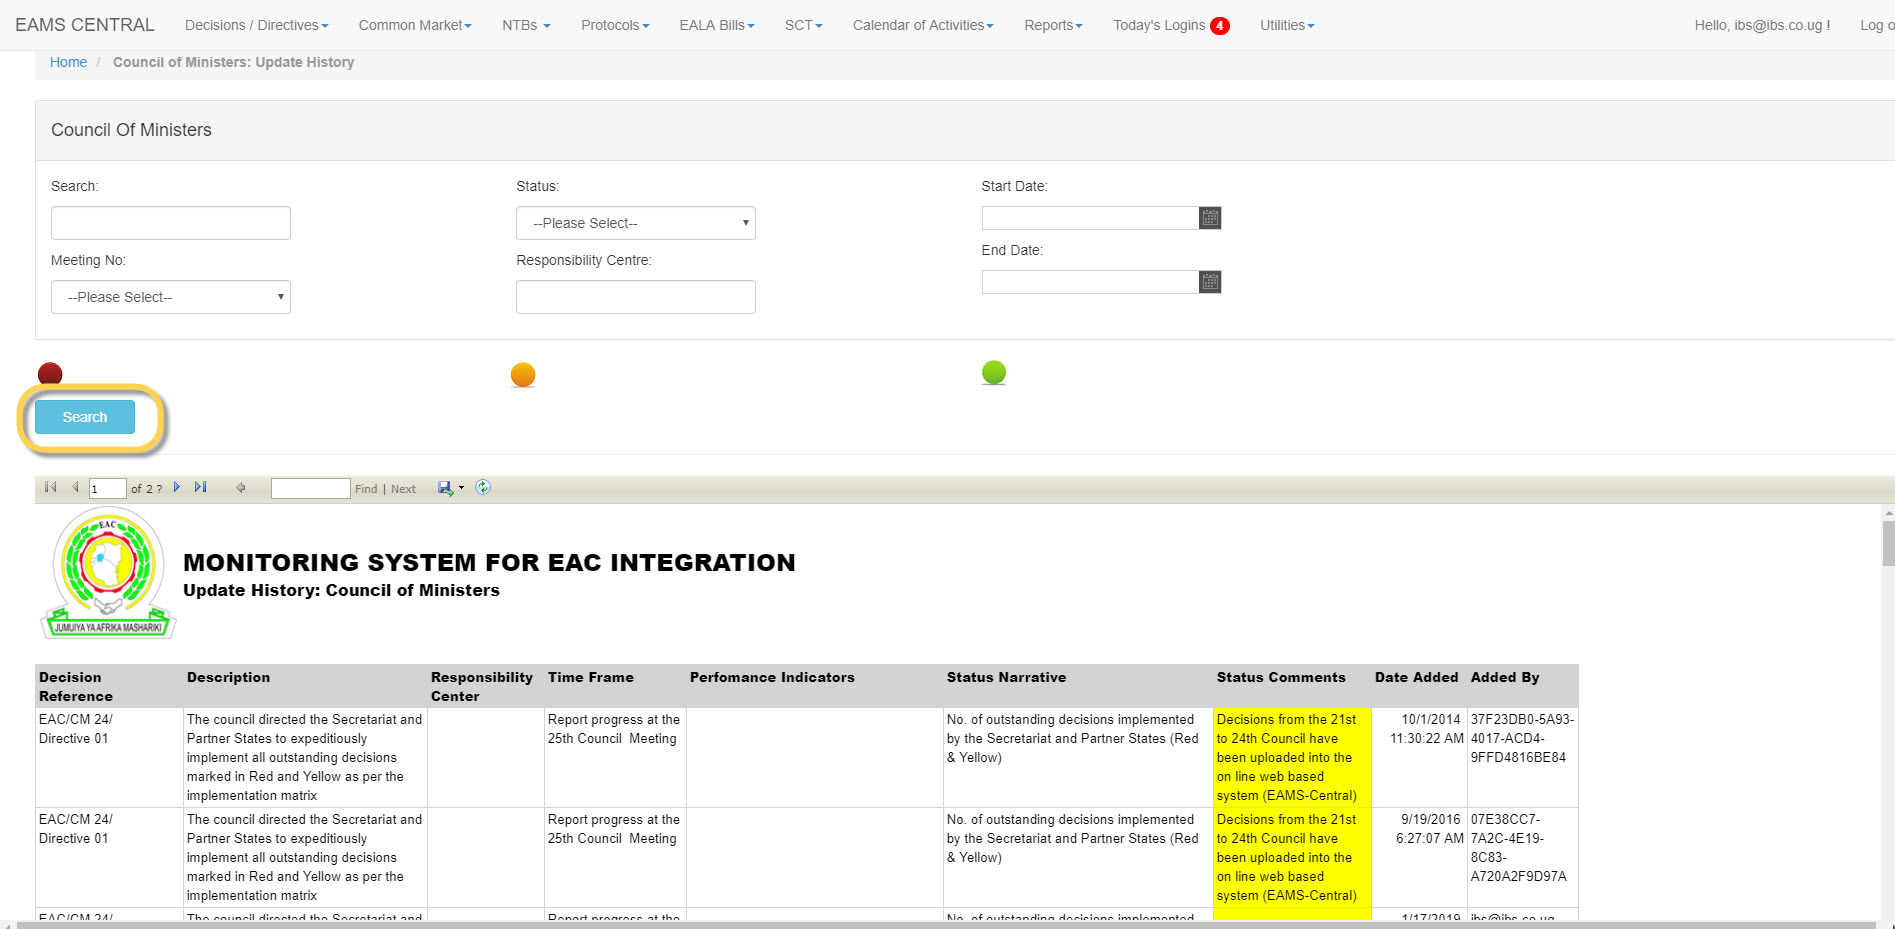 EAMS CENTRAL Decisions / Directives Common Market NTBs Protocols EALA Bills SCT Calendar of Activities Reports Today's Logins 4 Utilities Hello, ibs@ibs.co.ug ! Log o
Home / Council of Ministers: Update History
Council Of Ministers
Search: Status: Start Date:
--Please Select--
End Date:
Meeting No: Responsibility Centre:
--Please Select--
Search
1 of 2 ? Find | Next
EAC
JUMUIYA YA AFRIKA MASHARIKI
MONITORING SYSTEM FOR EAC INTEGRATION
Update History: Council of Ministers
Decision Description Responsibility Time Frame Perfomance Indicators Status Narrative Status Comments Date Added Added By
Reference Center
EAC/CM 24/ The council directed the Secretariat and Report progress at the No. of outstanding decisions implemented Decisions from the 21st 10/1/2014 37F23DB0-5A93-
Directive 01 Partner States to expeditiously 25th Council Meeting by the Secretariat and Partner States (Red to 24th Council have 11:30:22 AM 4017-ACD4-
implement all outstanding decisions & Yellow) been uploaded into the 9FFD4816BE84
marked in Red and Yellow as per the on line web based
implementation matrix system (EAMS-Central)
EAC/CM 24/ The council directed the Secretariat and Report progress at the No. of outstanding decisions implemented Decisions from the 21st 9/19/2016 07E38CC7-
Directive 01 Partner States to expeditiously 25th Council Meeting by the Secretariat and Partner States (Red to 24th Council have 6:27:07 AM 7A2C-4E19-
implement all outstanding decisions & Yellow) been uploaded into the 8C83-
marked in Red and Yellow as per the on line web based A720A2F9D97A
implementation matrix system (EAMS-Central)
EAC/CM 24/ The council directed the Secretariat and Report progress at the No. of outstanding decisions implemented 1/17/2019 ibs@ibs.co.ug